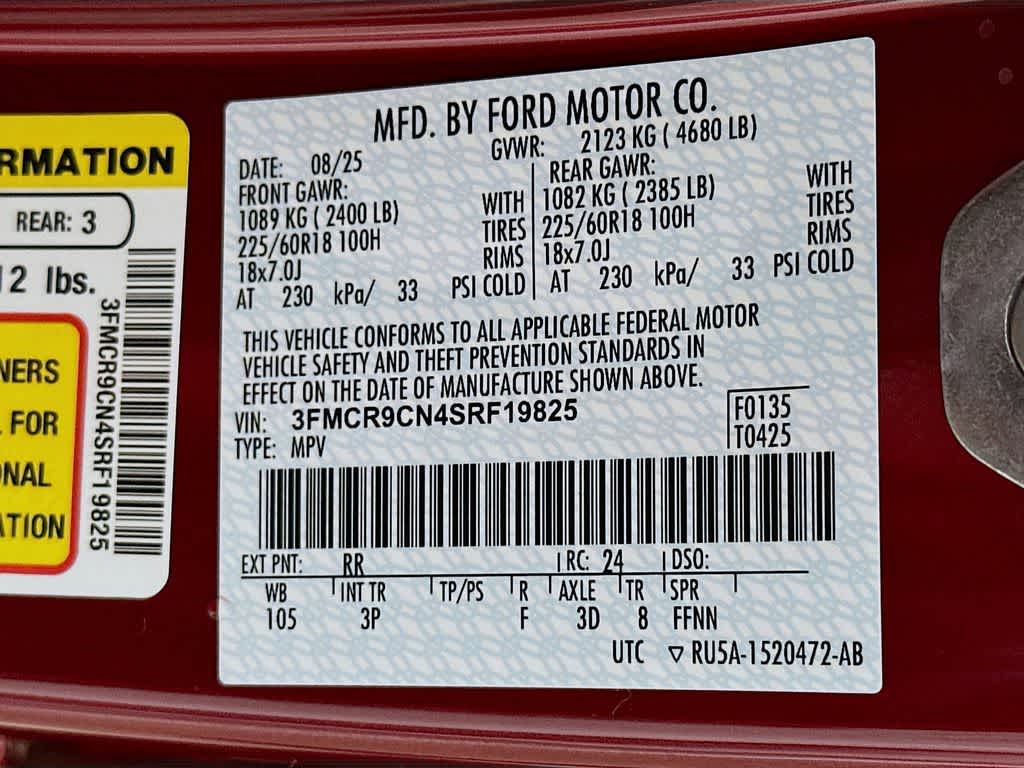 RMATION
REAR: 3
12 lbs.
NERS
FOR
ONAL
ATION
3FMCR9CN4SRF19825
MFD. BY FORD MOTOR CO.
DATE: 08/25 GVWR: 2123 KG ( 4680 LB)
FRONT GAWR: REAR GAWR:
1089 KG ( 2400 LB) WITH 1082 KG ( 2385 LB) WITH
225/60R18 100H TIRES 225/60R18 100H TIRES
18x7.0J RIMS 18x7.0J RIMS
AT 230 kPa/ 33 PSI COLD AT 230 kPa/ 33 PSI COLD
THIS VEHICLE CONFORMS TO ALL APPLICABLE FEDERAL MOTOR
VEHICLE SAFETY AND THEFT PREVENTION STANDARDS IN
EFFECT ON THE DATE OF MANUFACTURE SHOWN ABOVE.
VIN: 3FMCR9CN4SRF19825 F0135
TYPE: MPV T0425
EXT PNT: RR RC: 24 DSO:
WB INT TR TP/PS R AXLE TR SPR
105 3P F 3D 8 FFNN
UTC ▽ RU5A-1520472-AB